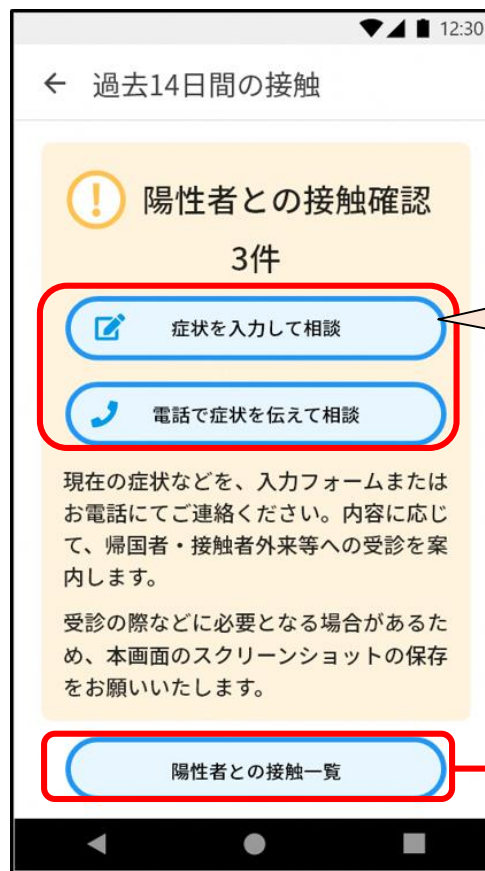 12:30
過去14日間の接触
陽性者との接触確認
3件
症状を入力して相談
電話で症状を伝えて相談
現在の症状などを、入力フォームまたは
お電話にてご連絡ください。内容に応じ
て、帰国者・接触者外来等への受診を案
内します。
受診の際などに必要となる場合があるた
め、本画面のスクリーンショットの保存
をお願いいたします。
陽性者との接触一覧